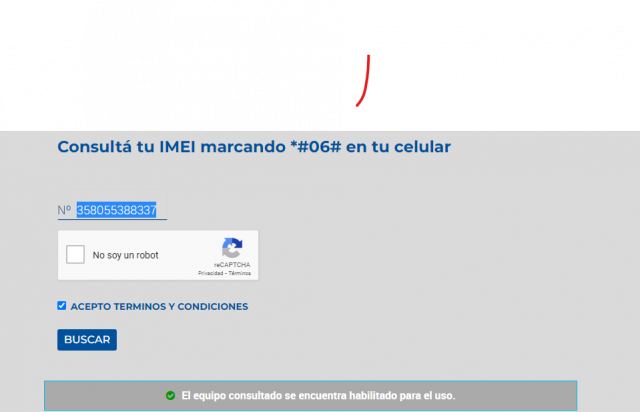 Consultá tu IMEI marcando *#06# en tu celular
Nº 358055388337
No soy un robot
reCAPTCHA
Privacidad - Términos
ACEPTO TERMINOS Y CONDICIONES
BUSCAR
El equipo consultado se encuentra habilitado para el uso.